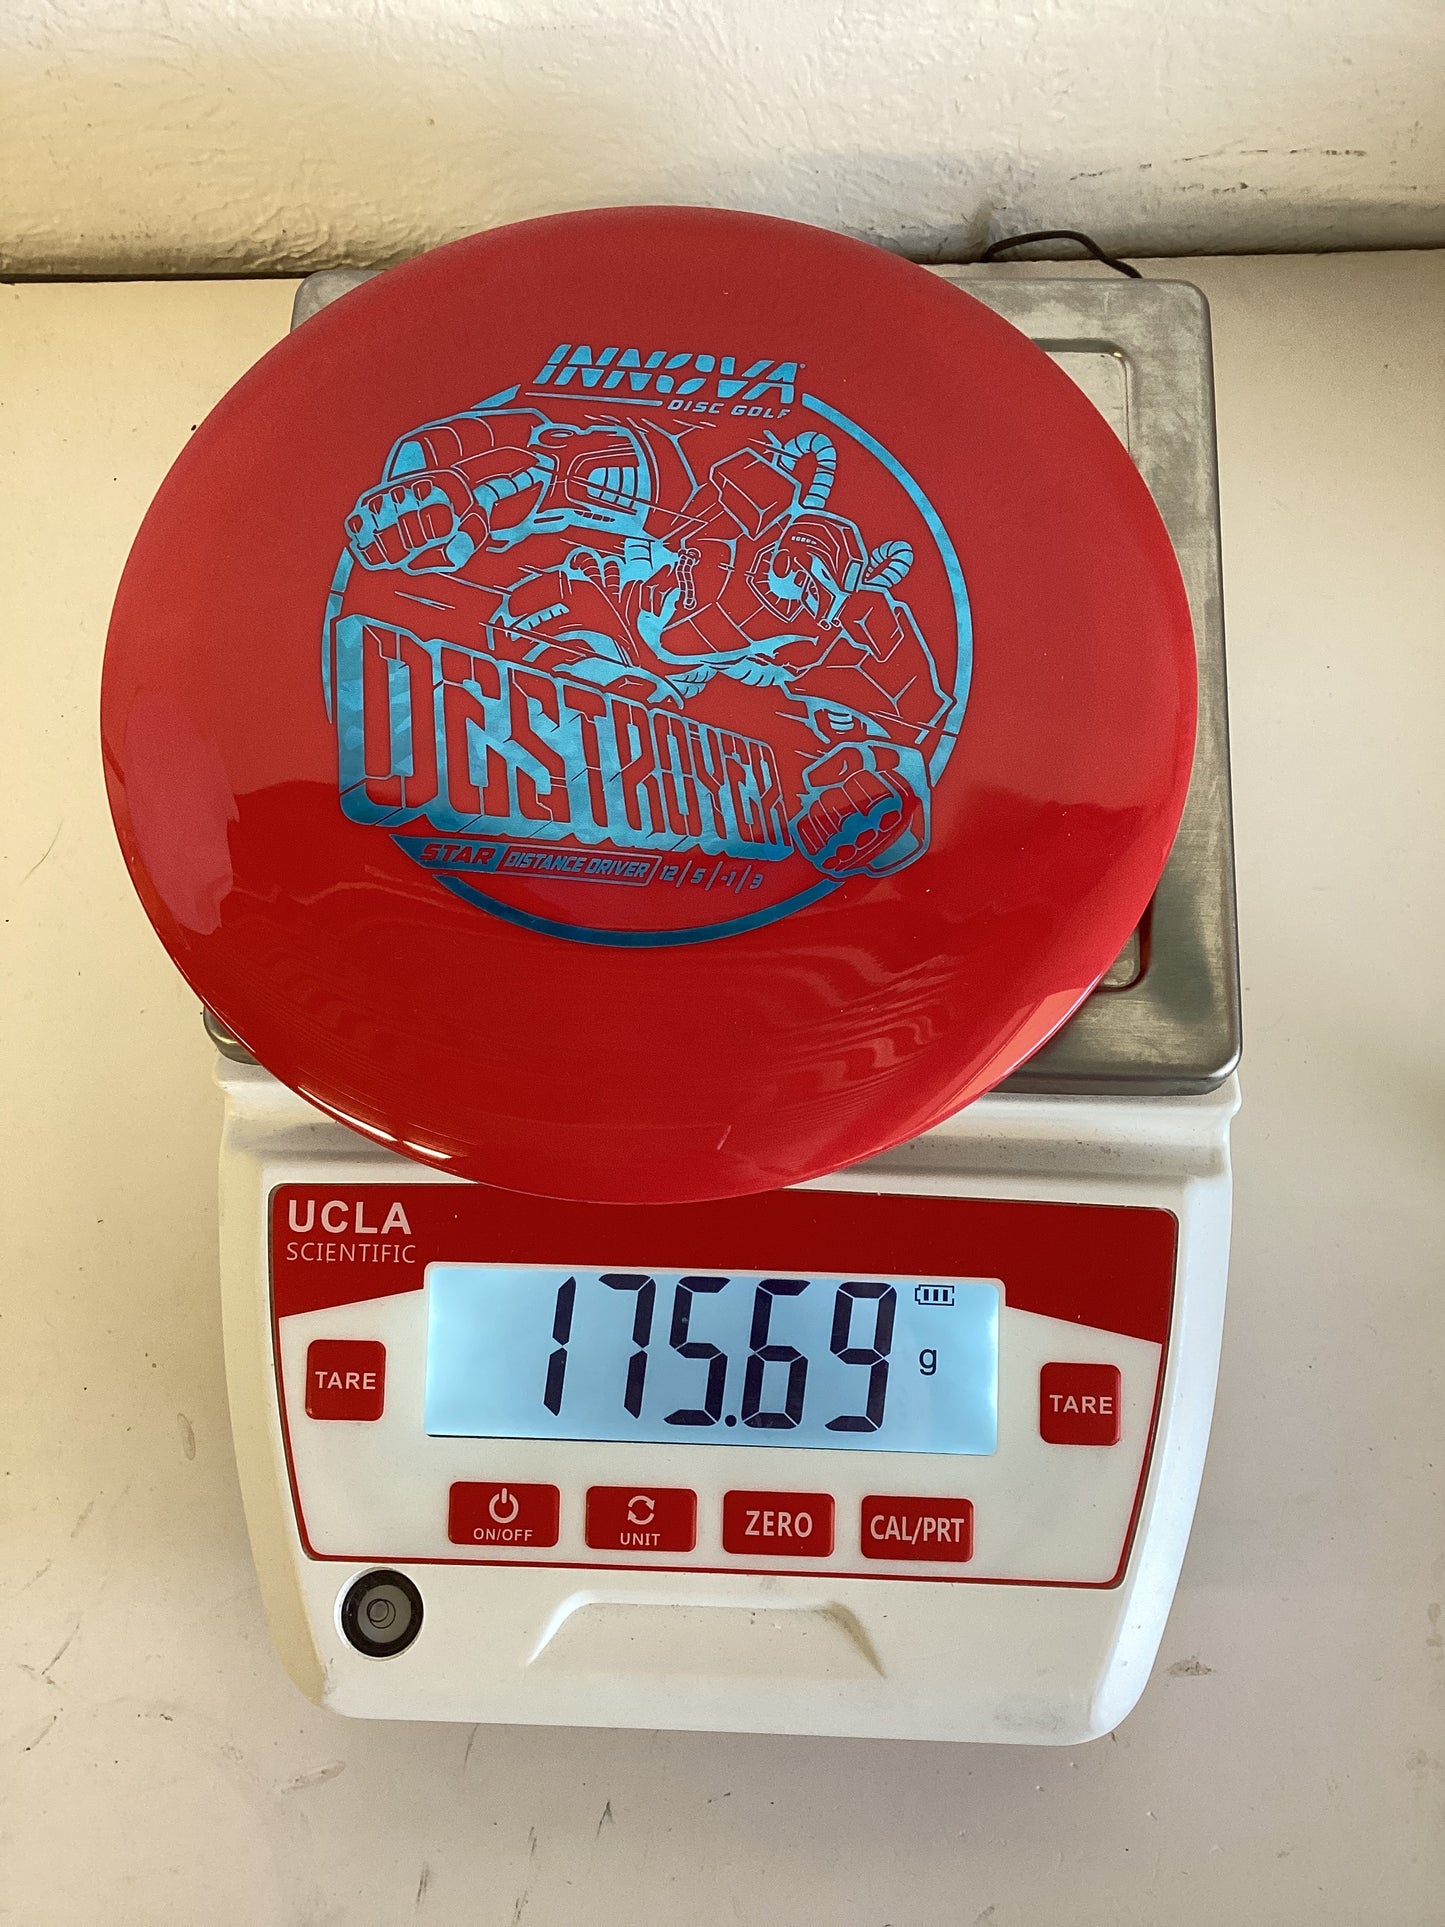 INNOVA
DISC GOLF
DESTROYER
STAR DISTANCE DRIVER 12 / 5 / -1 / 3
UCLA
SCIENTIFIC
175.69 g
TARE
TARE
ON/OFF UNIT ZERO CAL/PRT